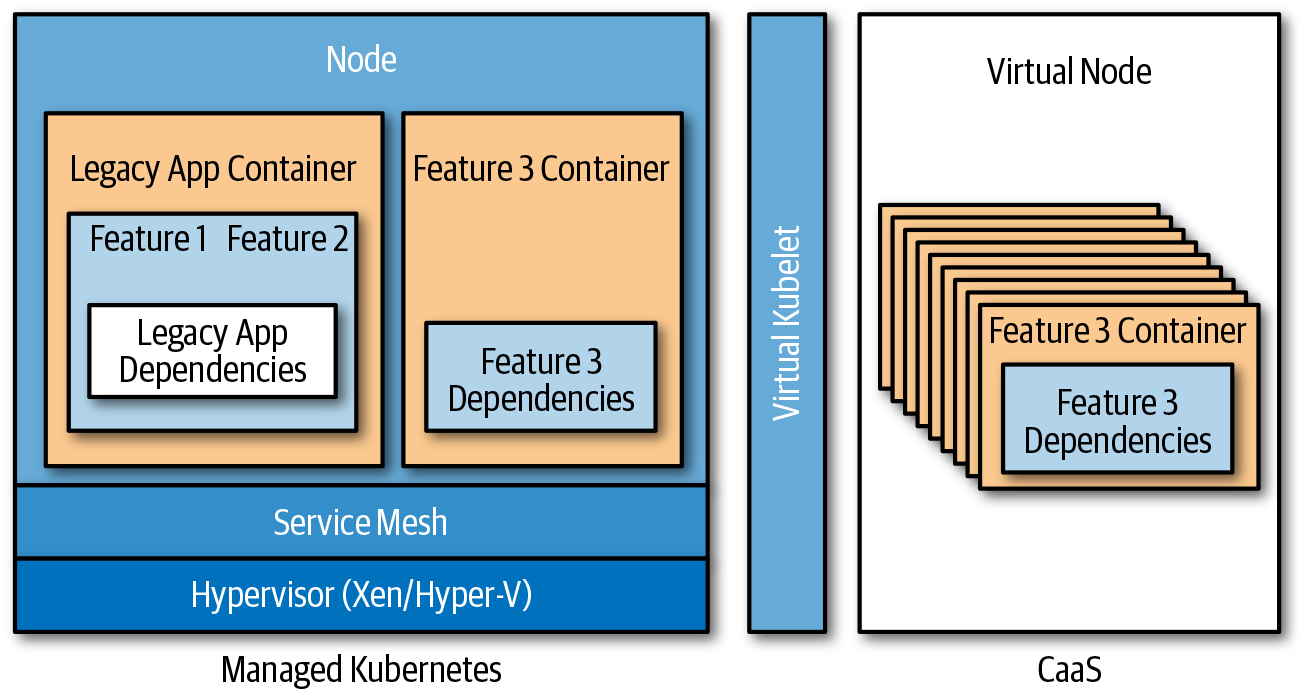 Node
Legacy App Container
Feature 1 Feature 2
Legacy App
Dependencies
Feature 3 Container
Feature 3
Dependencies
Service Mesh
Hypervisor (Xen/Hyper-V)
Managed Kubernetes
Virtual Kubelet
Virtual Node
Feature 3 Container
Feature 3
Dependencies
CaaS